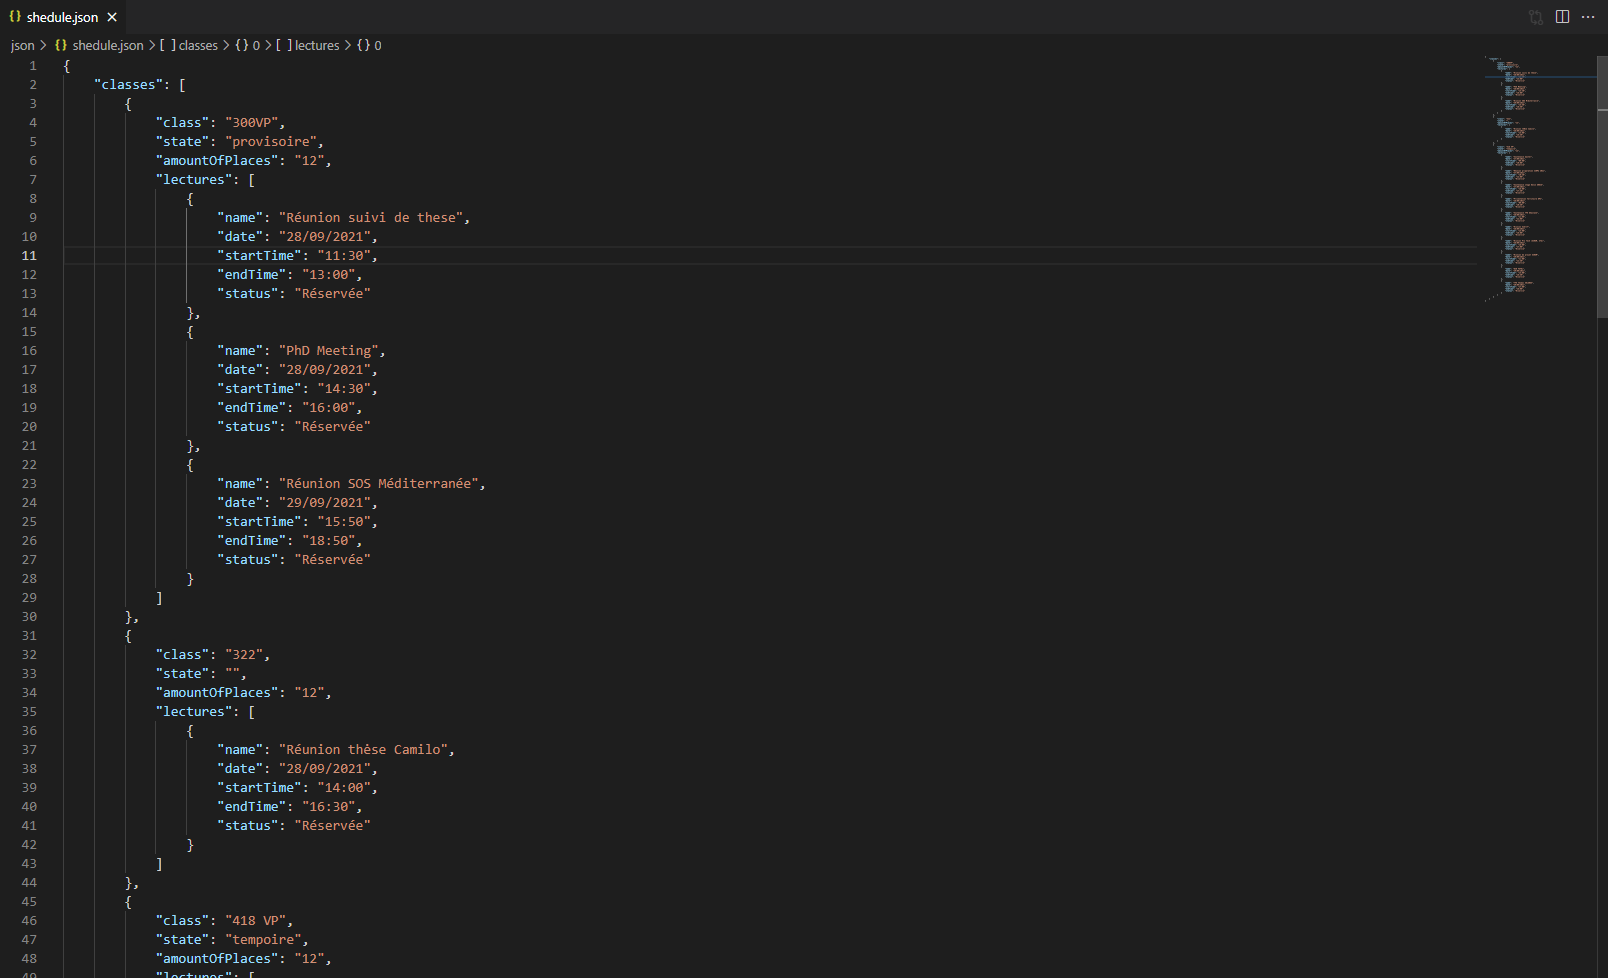 shedule.json
json > shedule.json > [ ] classes > {} 0 > [ ] lectures > {} 0
1 {
2 "classes": [
3 {
4 "class": "300VP",
5 "state": "provisoire",
6 "amountOfPlaces": "12",
7 "lectures": [
8 {
9 "name": "Réunion suivi de these",
10 "date": "28/09/2021",
11 "startTime": "11:30",
12 "endTime": "13:00",
13 "status": "Réservée"
14 },
15 {
16 "name": "PhD Meeting",
17 "date": "28/09/2021",
18 "startTime": "14:30",
19 "endTime": "16:00",
20 "status": "Réservée"
21 },
22 {
23 "name": "Réunion SOS Méditerranée",
24 "date": "29/09/2021",
25 "startTime": "15:50",
26 "endTime": "18:50",
27 "status": "Réservée"
28 }
29 ]
30 },
31 {
32 "class": "322",
33 "state": "",
34 "amountOfPlaces": "12",
35 "lectures": [
36 {
37 "name": "Réunion thèse Camilo",
38 "date": "28/09/2021",
39 "startTime": "14:00",
40 "endTime": "16:30",
41 "status": "Réservée"
42 }
43 ]
44 },
45 {
46 "class": "418 VP",
47 "state": "tempoire",
48 "amountOfPlaces": "12",
49 "lectures": [